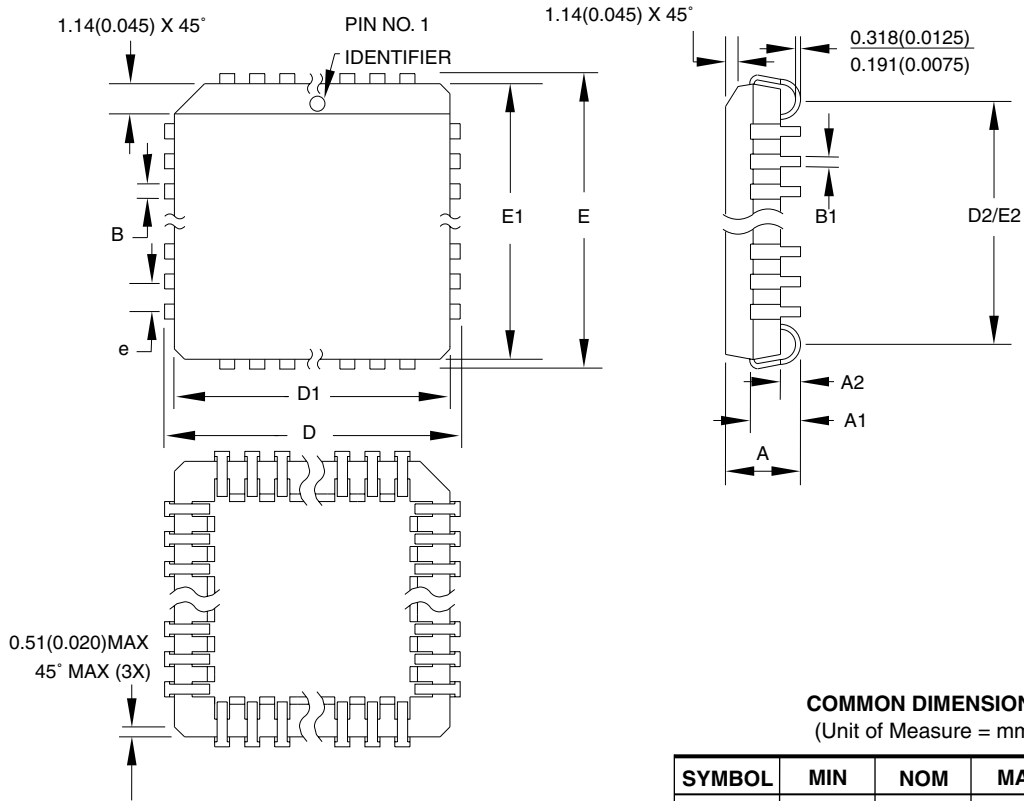 1.14(0.045) X 45˚
PIN NO. 1
IDENTIFIER
1.14(0.045) X 45˚
0.318(0.0125)
0.191(0.0075)
E1
E
B
e
B1
D2/E2
D1
D
A2
A1
A
0.51(0.020)MAX
45˚ MAX (3X)
COMMON DIMENSION
(Unit of Measure = mm
SYMBOL
MIN
NOM
MA